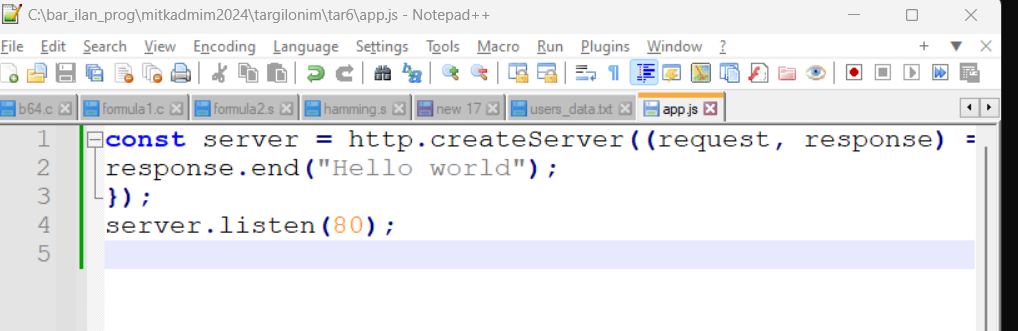 C:\bar_ilan_prog\mitkadmim2024\targilonim\tar6\app.js - Notepad++
File Edit Search View Encoding Language Settings Tools Macro Run Plugins Window ?
b64.c formula1.c formula2.s hamming.s new 17 users_data.txt app.js
1 const server = http.createServer((request, response) =
2 response.end("Hello world");
3 });
4 server.listen(80);
5